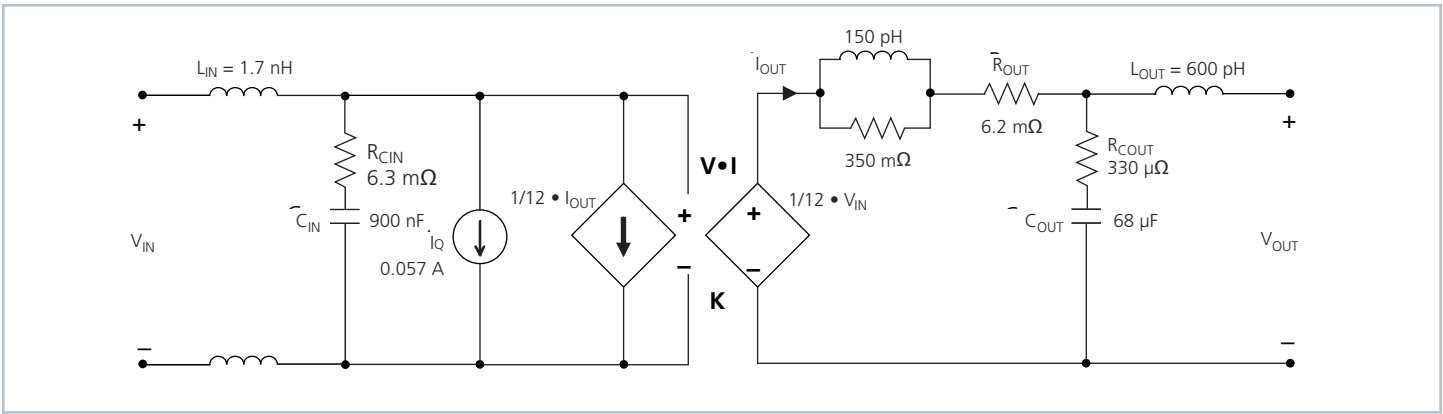 150 pH
L_IN = 1.7 nH
I_OUT
R_OUT
L_OUT = 600 pH
+
+
6.2 mΩ
R_CIN
6.3 mΩ
350 mΩ
R_COUT
330 µΩ
V•I
1/12 • I_OUT
1/12 • V_IN
+
+
C_IN
900 nF
C_OUT
68 µF
I_Q
V_IN
V_OUT
0.057 A
–
–
K
–
–